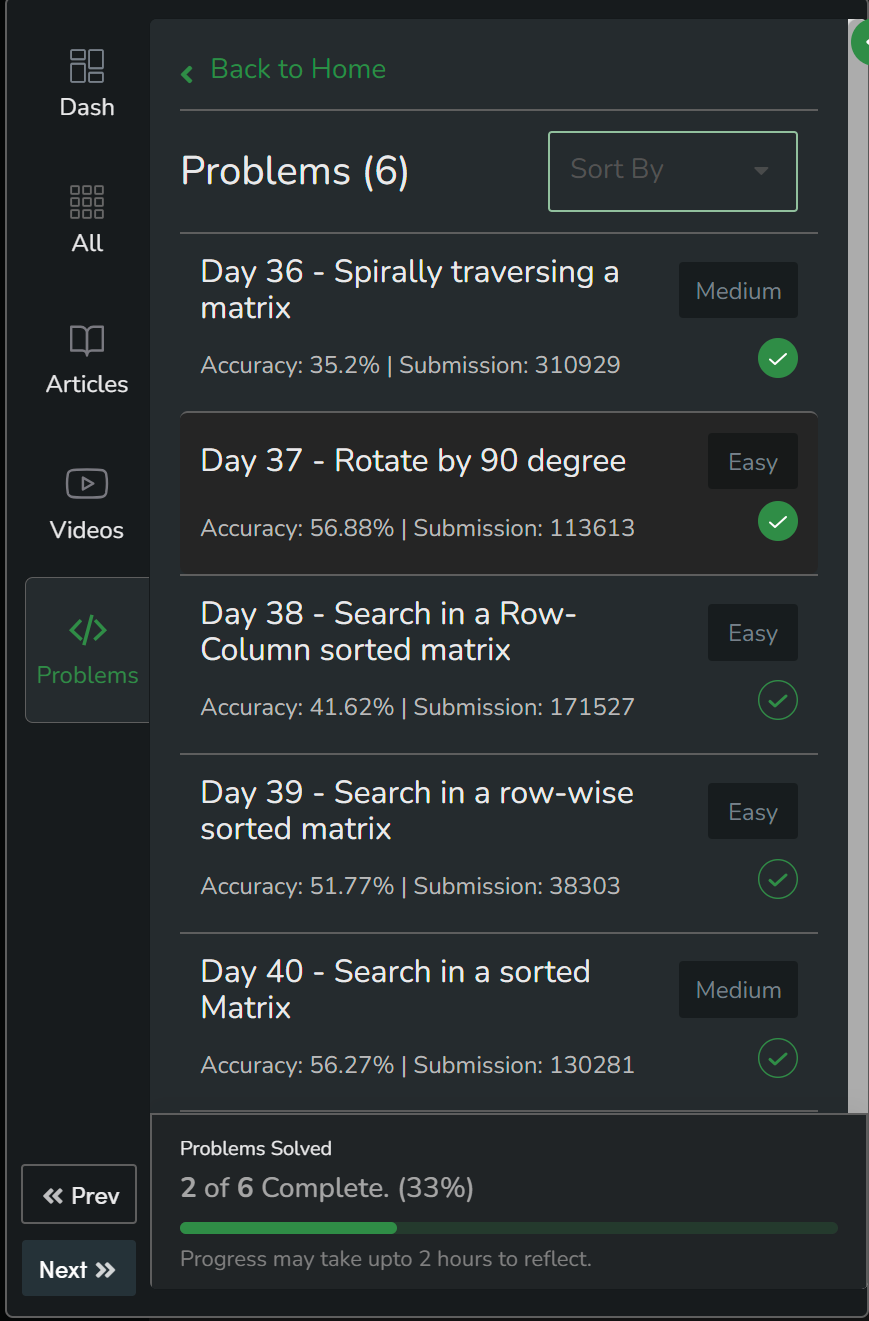 Dash
All
Articles
Videos
Problems
Back to Home
Problems (6)
Sort By
Day 36 - Spirally traversing a
matrix
Medium
Accuracy: 35.2% | Submission: 310929
Day 37 - Rotate by 90 degree
Easy
Accuracy: 56.88% | Submission: 113613
Day 38 - Search in a Row-
Column sorted matrix
Easy
Accuracy: 41.62% | Submission: 171527
Day 39 - Search in a row-wise
sorted matrix
Easy
Accuracy: 51.77% | Submission: 38303
Day 40 - Search in a sorted
Matrix
Medium
Accuracy: 56.27% | Submission: 130281
Problems Solved
2 of 6 Complete. (33%)
Progress may take upto 2 hours to reflect.
Prev
Next